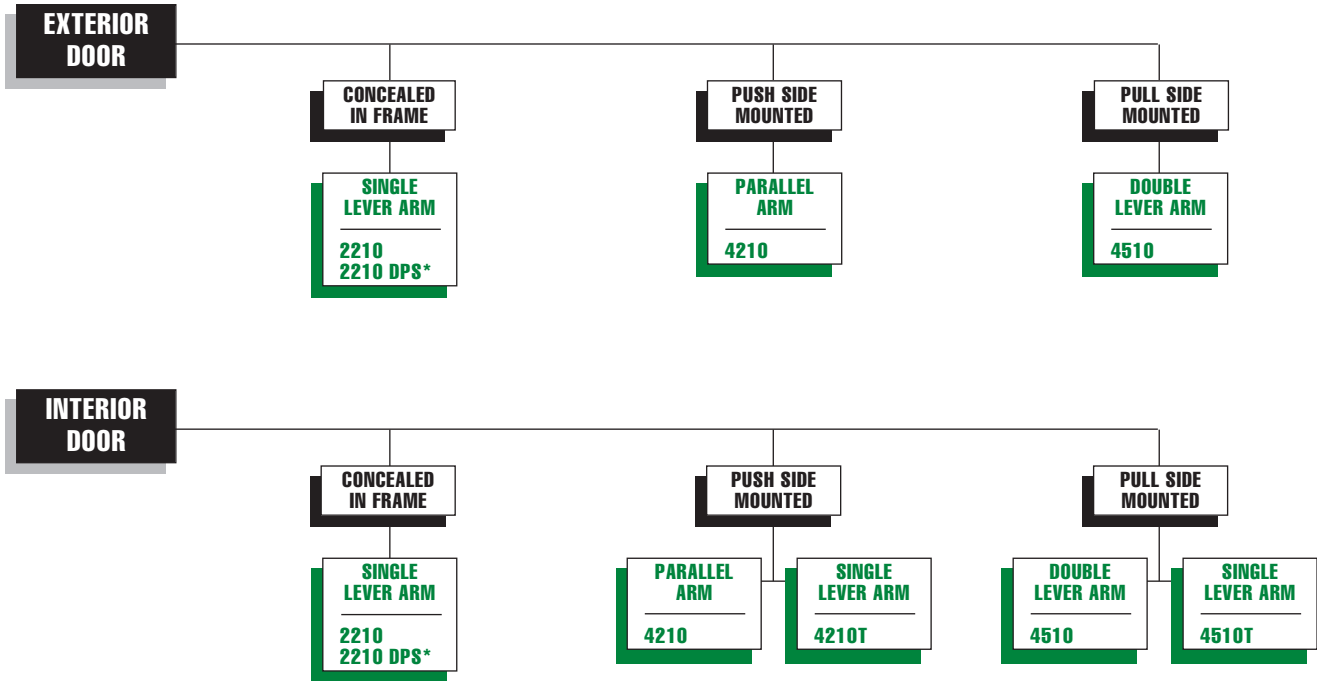 EXTERIOR
DOOR
CONCEALED
IN FRAME
PUSH SIDE
MOUNTED
PULL SIDE
MOUNTED
SINGLE
LEVER ARM
2210
2210 DPS*
PARALLEL
ARM
4210
DOUBLE
LEVER ARM
4510
INTERIOR
DOOR
CONCEALED
IN FRAME
PUSH SIDE
MOUNTED
PULL SIDE
MOUNTED
SINGLE
LEVER ARM
2210
2210 DPS*
PARALLEL
ARM
4210
SINGLE
LEVER ARM
4210T
DOUBLE
LEVER ARM
4510
SINGLE
LEVER ARM
4510T